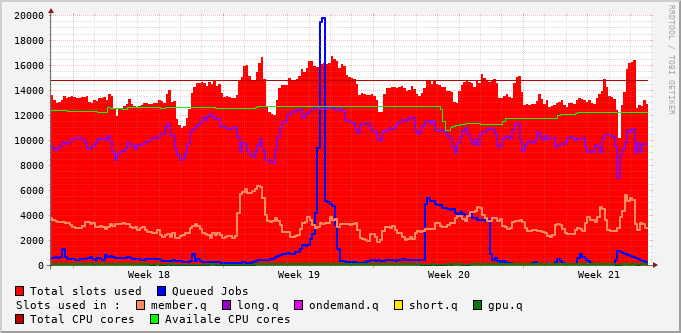 20000
18000
16000
14000
12000
10000
8000
6000
4000
2000
0
Week 18 Week 19 Week 20 Week 21
Total slots used Queued Jobs
Slots used in : member.q long.q ondemand.q short.q gpu.q
Total CPU cores Availale CPU cores
RRDTOOL / TOBI OETIKER